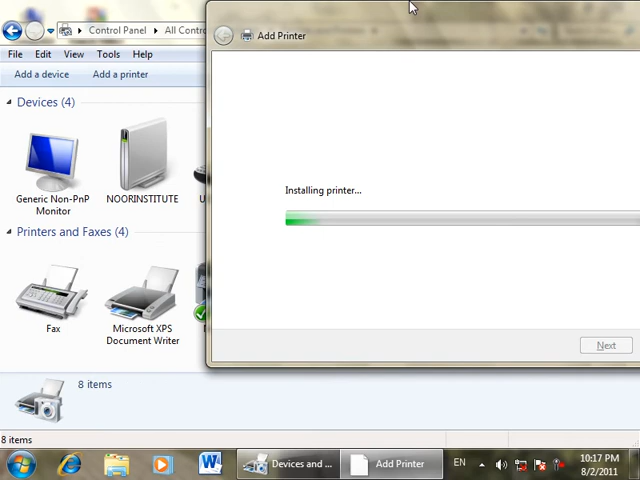 Control Panel
All Contro
Add Printer
File Edit View Tools Help
Add a device Add a printer
Devices (4)
Generic Non-PnP
Monitor
NOORINSTITUTE
U
Installing printer...
Printers and Faxes (4)
Fax
Microsoft XPS
Document Writer
Next
8 items
8 items
Devices and ...
Add Printer
EN
10:17 PM
8/2/2011